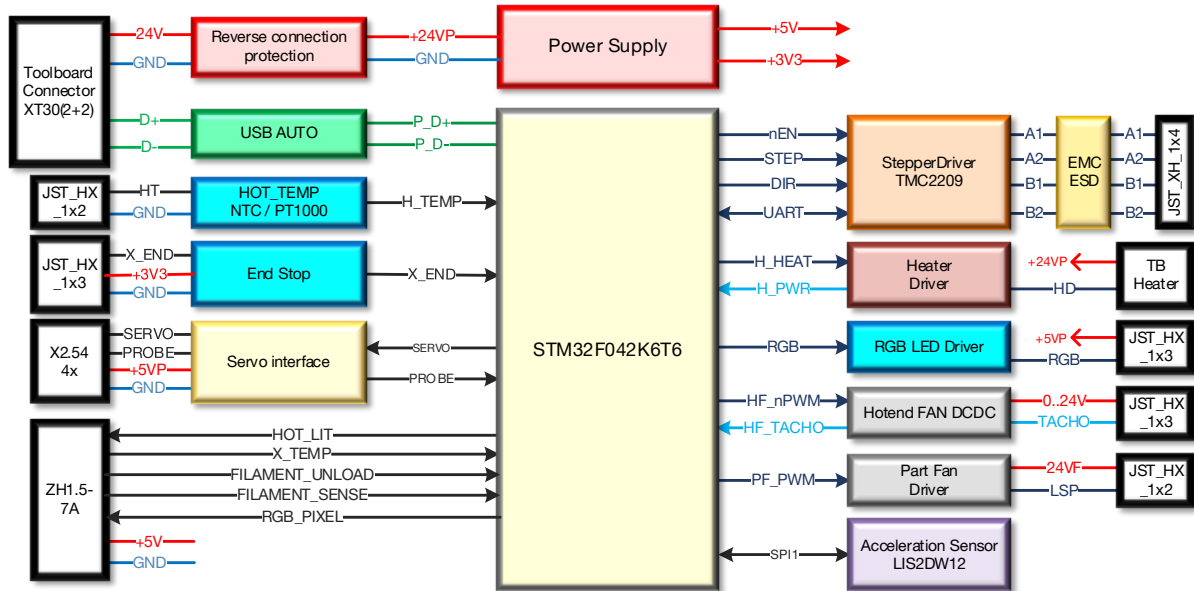 Toolboard
Connector
XT30(2+2)
24V
GND
D+
D-
Reverse connection
protection
+24VP
GND
Power Supply
+5V
+3V3
USB AUTO
P_D+
P_D-
JST_HX
_1x2
HT
GND
HOT_TEMP
NTC / PT1000
H_TEMP
JST_HX
_1x3
X_END
+3V3
GND
End Stop
X_END
X2.54
4x
SERVO
PROBE
+5VP
GND
Servo interface
SERVO
PROBE
ZH1.5-
7A
HOT_LIT
X_TEMP
FILAMENT_UNLOAD
FILAMENT_SENSE
RGB_PIXEL
+5V
GND
STM32F042K6T6
nEN
STEP
DIR
UART
StepperDriver
TMC2209
A1
A2
B1
B2
EMC
ESD
A1
A2
B1
B2
JST_XH_1x4
H_HEAT
H_PWR
Heater
Driver
+24VP
HD
TB
Heater
RGB
RGB LED Driver
+5VP
RGB
JST_HX
_1x3
HF_nPWM
HF_TACHO
Hotend FAN DCDC
0..24V
TACHO
JST_HX
_1x3
PF_PWM
Part Fan
Driver
24VF
LSP
JST_HX
_1x2
SPI1
Acceleration Sensor
LIS2DW12